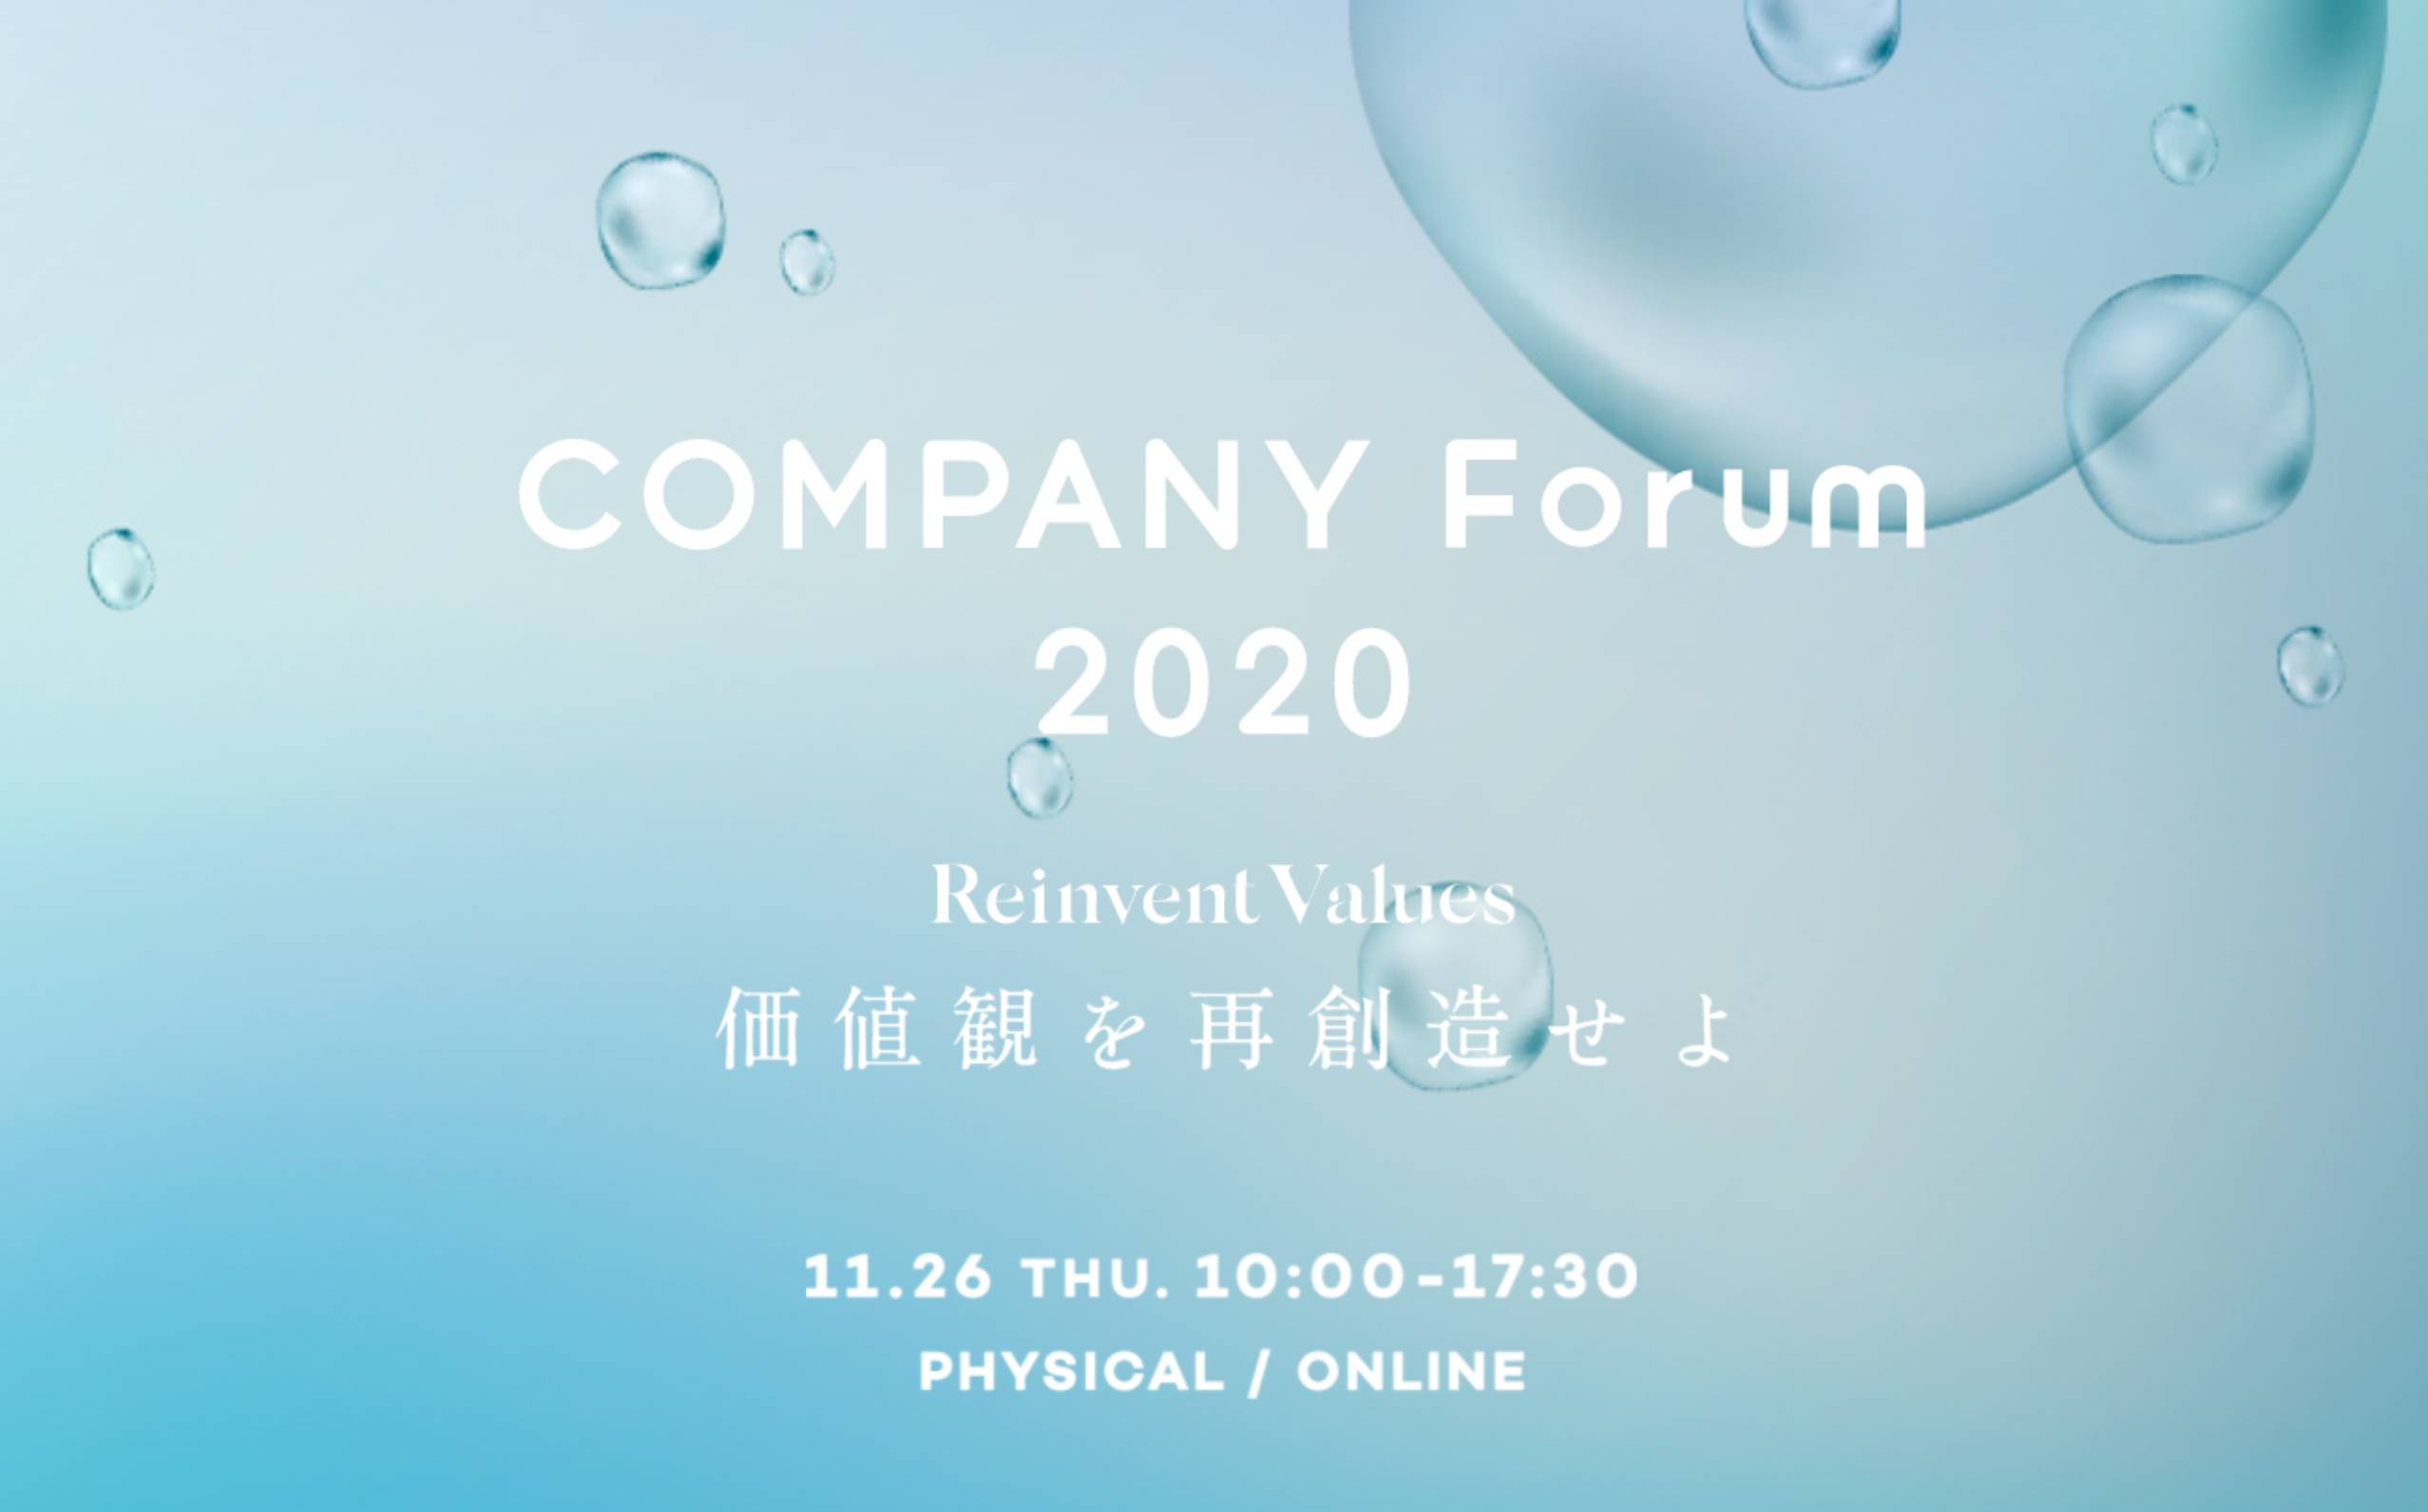 COMPANY Forum
2020
Reinvent Values
価値観を再創造せよ
11.26 THU. 10:00-17:30
PHYSICAL / ONLINE